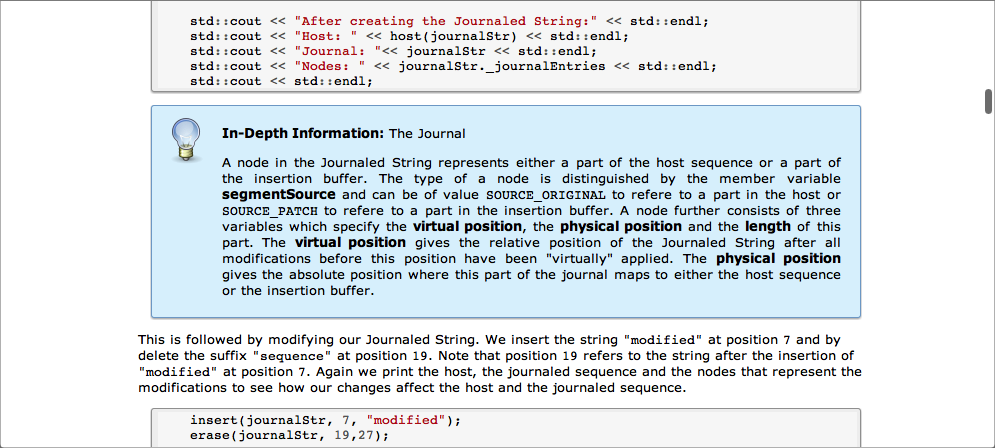 std::cout << "After creating the Journaled String:" << std::endl;
std::cout << "Host: " << host(journalStr) << std::endl;
std::cout << "Journal: "<< journalStr << std::endl;
std::cout << "Nodes: " << journalStr._journalEntries << std::endl;
std::cout << std::endl;
In-Depth Information: The Journal
A node in the Journaled String represents either a part of the host sequence or a part of
the insertion buffer. The type of a node is distinguished by the member variable
segmentSource and can be of value SOURCE_ORIGINAL to refere to a part in the host or
SOURCE_PATCH to refere to a part in the insertion buffer. A node further consists of three
variables which specify the virtual position, the physical position and the length of this
part. The virtual position gives the relative position of the Journaled String after all
modifications before this position have been "virtually" applied. The physical position
gives the absolute position where this part of the journal maps to either the host sequence
or the insertion buffer.
This is followed by modifying our Journaled String. We insert the string "modified" at position 7 and by
delete the suffix "sequence" at position 19. Note that position 19 refers to the string after the insertion of
"modified" at position 7. Again we print the host, the journaled sequence and the nodes that represent the
modifications to see how our changes affect the host and the journaled sequence.
insert(journalStr, 7, "modified");
erase(journalStr, 19,27);